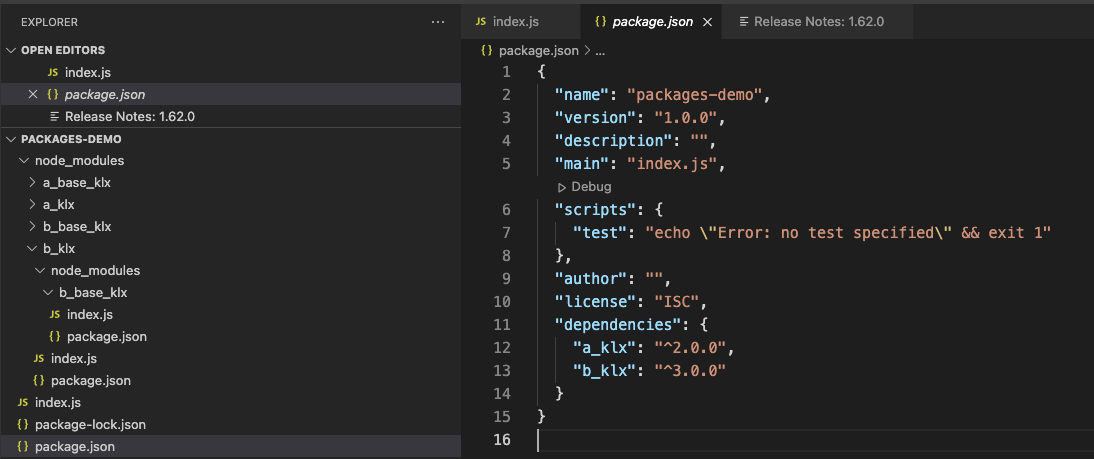 EXPLORER
···
OPEN EDITORS
JS index.js
{} package.json
Release Notes: 1.62.0
PACKAGES-DEMO
node_modules
a_base_klx
a_klx
b_base_klx
b_klx
node_modules
b_base_klx
JS index.js
{} package.json
JS index.js
{} package.json
JS index.js
{} package-lock.json
{} package.json
JS index.js {} package.json Release Notes: 1.62.0
{} package.json > ...
1 {
2 "name": "packages-demo",
3 "version": "1.0.0",
4 "description": "",
5 "main": "index.js",
Debug
6 "scripts": {
7 "test": "echo \"Error: no test specified\" && exit 1"
8 },
9 "author": "",
10 "license": "ISC",
11 "dependencies": {
12 "a_klx": "^2.0.0",
13 "b_klx": "^3.0.0"
14 }
15 }
16